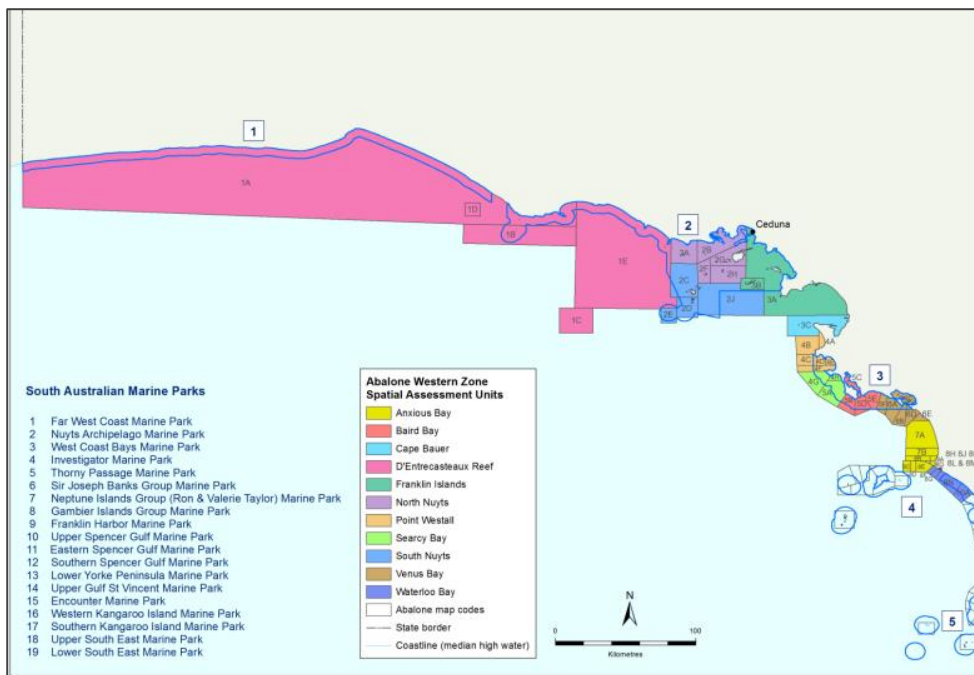 1
1A
1D
1B
1E
1C
2
Ceduna
2A
2B
2C
2H
2J
2D
2E
3A
3C
4A
4B
4C
3
5C
7A
7B
8H 8J 8
8L & 8M
4
5
South Australian Marine Parks
1 Far West Coast Marine Park
2 Nuyts Archipelago Marine Park
3 West Coast Bays Marine Park
4 Investigator Marine Park
5 Thorny Passage Marine Park
6 Sir Joseph Banks Group Marine Park
7 Neptune Islands Group (Ron & Valerie Taylor) Marine Park
8 Gambier Islands Group Marine Park
9 Franklin Harbor Marine Park
10 Upper Spencer Gulf Marine Park
11 Eastern Spencer Gulf Marine Park
12 Southern Spencer Gulf Marine Park
13 Lower Yorke Peninsula Marine Park
14 Upper Gulf St Vincent Marine Park
15 Encounter Marine Park
16 Western Kangaroo Island Marine Park
17 Southern Kangaroo Island Marine Park
18 Upper South East Marine Park
19 Lower South East Marine Park
Abalone Western Zone
Spatial Assessment Units
Anxious Bay
Baird Bay
Cape Bauer
D'Entrecasteaux Reef
Franklin Islands
North Nuyts
Point Westall
Searcy Bay
South Nuyts
Venus Bay
Waterloo Bay
Abalone map codes
State border
Coastline (median high water)
N
0 100
Kilometres